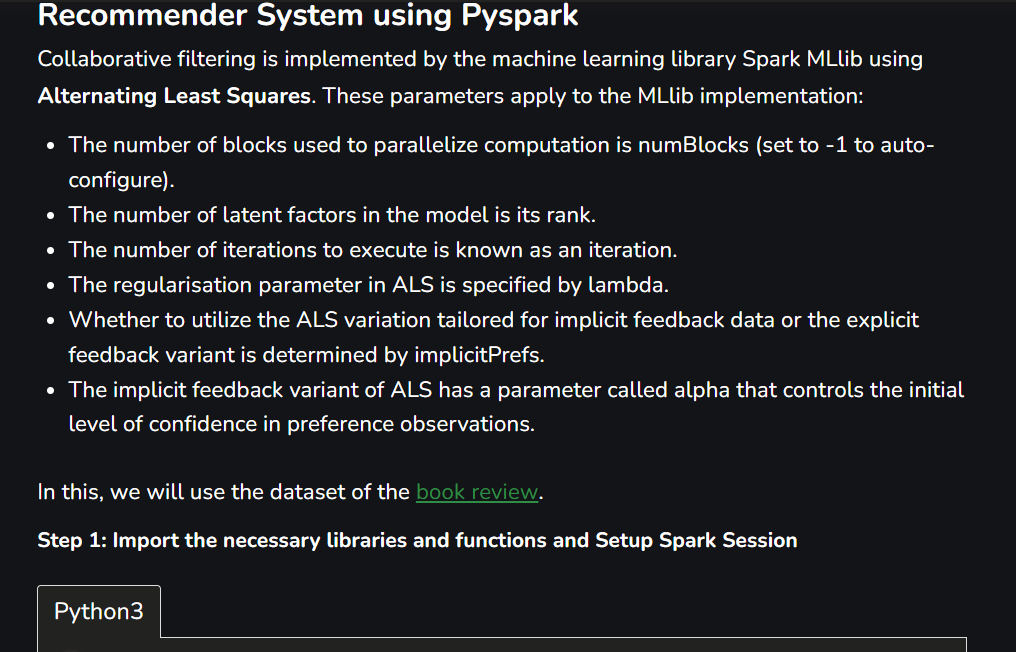 Recommender System using Pyspark
Collaborative filtering is implemented by the machine learning library Spark MLlib using
Alternating Least Squares. These parameters apply to the MLlib implementation:
• The number of blocks used to parallelize computation is numBlocks (set to -1 to auto-
configure).
• The number of latent factors in the model is its rank.
• The number of iterations to execute is known as an iteration.
• The regularisation parameter in ALS is specified by lambda.
• Whether to utilize the ALS variation tailored for implicit feedback data or the explicit
feedback variant is determined by implicitPrefs.
• The implicit feedback variant of ALS has a parameter called alpha that controls the initial
level of confidence in preference observations.
In this, we will use the dataset of the book review.
Step 1: Import the necessary libraries and functions and Setup Spark Session
Python3